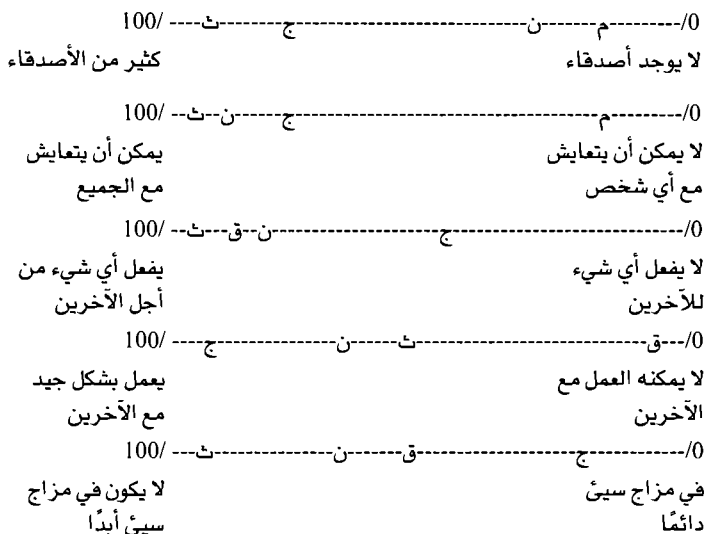 0/---------م-------ن-------------------------ج-------ث---- /100
لا يوجد أصدقاء كثير من الأصدقاء
0/---------م--------------------------------ج------ن--ث-- /100
لا يمكن أن يتعايش يمكن أن يتعايش
مع أي شخص مع الجميع
0/--------------------------ج------------------ن--ق---ث-- /100
لا يفعل أي شيء يفعل أي شيء من
للآخرين أجل الآخرين
0/---ق------------------------ث------ن-------------ج---- /100
لا يمكنه العمل مع يعمل بشكل جيد
الآخرين مع الآخرين
0/-----------ج-----------------ق-------ن---------------ث--- /100
في مزاج سيئ لا يكون في مزاج
دائمًا سيئ أبدًا